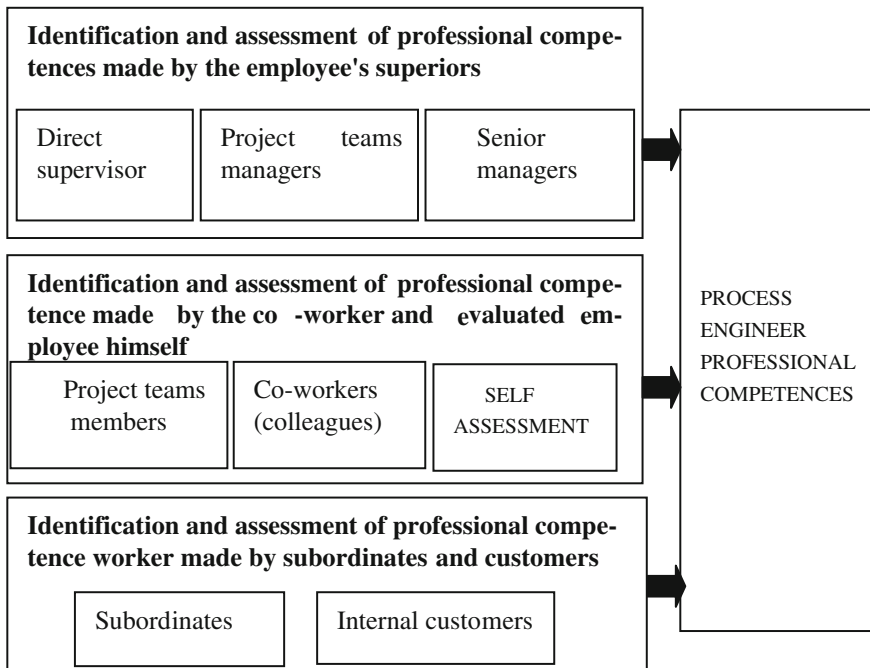 Identification and assessment of professional compe-
tences made by the employee's superiors
Direct
supervisor
Project teams
managers
Senior
managers
Identification and assessment of professional compe-
tence made by the co -worker and evaluated em-
ployee himself
Project teams
members
Co-workers
(colleagues)
SELF
ASSESSMENT
Identification and assessment of professional compe-
tence worker made by subordinates and customers
Subordinates
Internal customers
PROCESS
ENGINEER
PROFESSIONAL
COMPETENCES